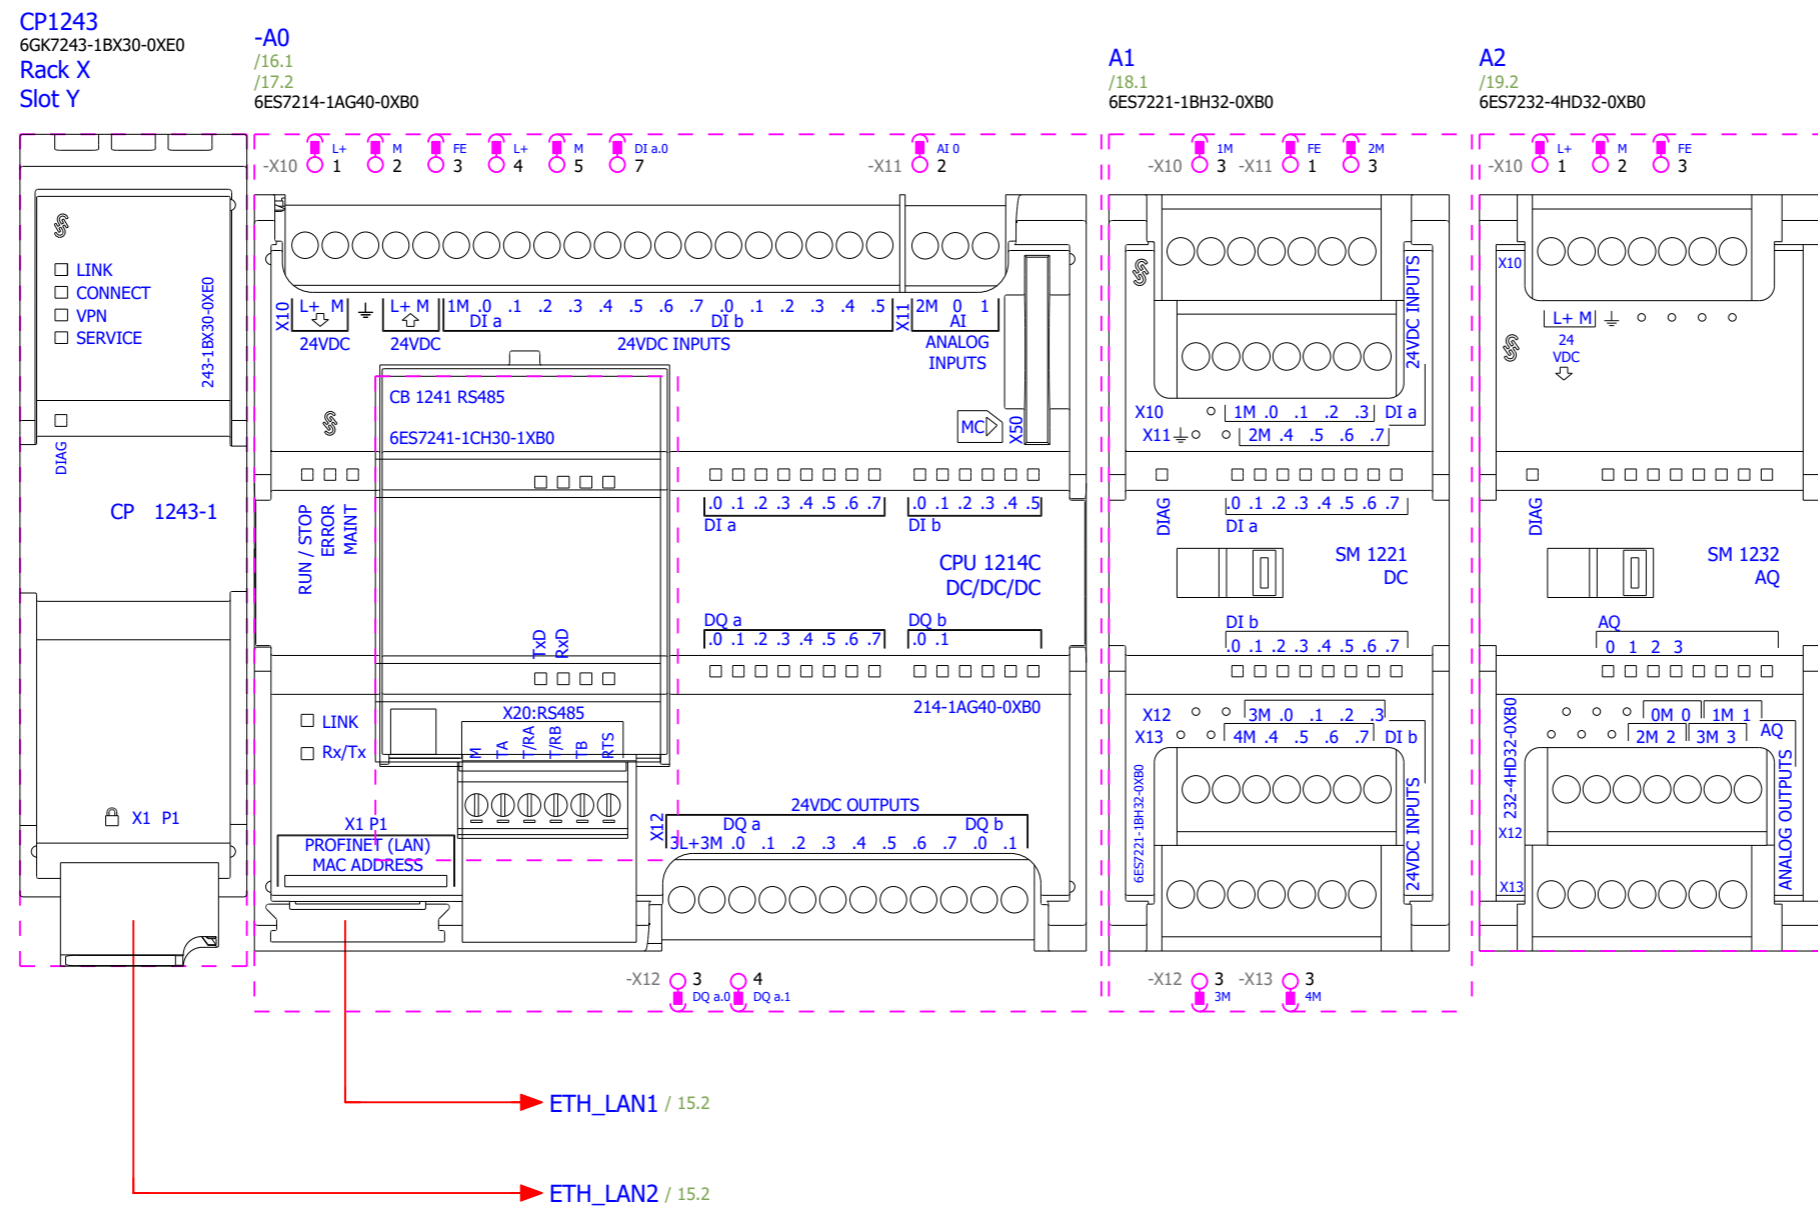 CP1243
6GK7243-1BX30-0XE0
Rack X
Slot Y
-A0
/16.1
/17.2
6ES7214-1AG40-0XB0
A1
/18.1
6ES7221-1BH32-0XB0
A2
/19.2
6ES7232-4HD32-0XB0
-X10 L+ 1 M 2 FE 3 L+ 4 M 5 DI a.0 7 -X11 AI 0 2
-X10 1M 3 -X11 FE 1 2M 3
-X10 L+ 1 M 2 FE 3
LINK
CONNECT
VPN
SERVICE
243-1BX30-0XE0
DIAG
CP 1243-1
X1 P1
X10 L+ M L+ M 1M .0 .1 .2 .3 .4 .5 .6 .7 .0 .1 .2 .3 .4 .5 X11 2M 0 1
DI a DI b AI
24VDC 24VDC 24VDC INPUTS ANALOG
INPUTS
CB 1241 RS485
6ES7241-1CH30-1XB0
MC X50
RUN / STOP
ERROR
MAINT
.0 .1 .2 .3 .4 .5 .6 .7 .0 .1 .2 .3 .4 .5
DI a DI b
CPU 1214C
DC/DC/DC
DQ a DQ b
.0 .1 .2 .3 .4 .5 .6 .7 .0 .1
TxD
RxD
214-1AG40-0XB0
LINK
Rx/Tx
X20:RS485
M TA T/RA T/RB TB RTS
X1 P1
PROFINET (LAN)
MAC ADDRESS
24VDC OUTPUTS
X12 DQ a DQ b
3L+3M .0 .1 .2 .3 .4 .5 .6 .7 .0 .1
24VDC INPUTS
X10 1M .0 .1 .2 .3 DI a
X11 2M .4 .5 .6 .7
DIAG
.0 .1 .2 .3 .4 .5 .6 .7
DI a
SM 1221
DC
DI b
.0 .1 .2 .3 .4 .5 .6 .7
X12 3M .0 .1 .2 .3
X13 4M .4 .5 .6 .7 DI b
6ES7221-1BH32-0XB0
24VDC INPUTS
X10
L+ M
24
VDC
DIAG
SM 1232
AQ
AQ
0 1 2 3
0M 0 1M 1
2M 2 3M 3 AQ
232-4HD32-0XB0
X12
X13
ANALOG OUTPUTS
-X12 3 DQ a.0 4 DQ a.1
-X12 3 3M -X13 3 4M
ETH_LAN1 / 15.2
ETH_LAN2 / 15.2